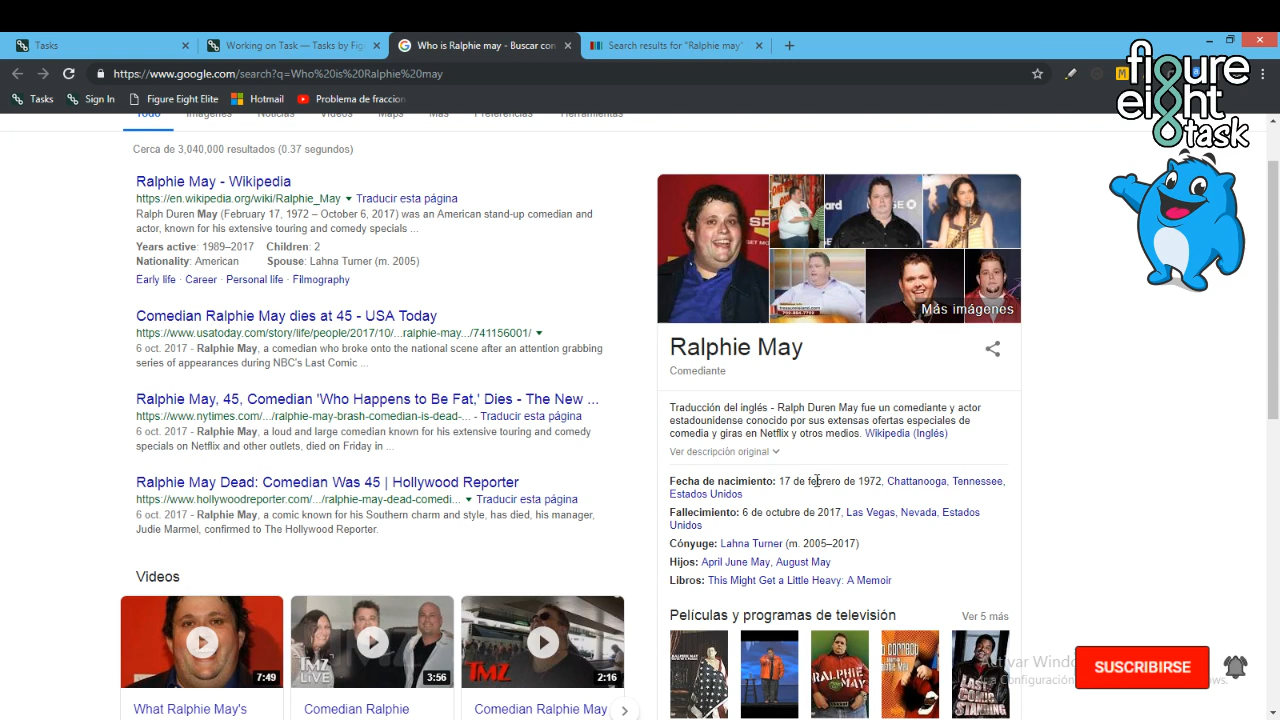 Tasks
Working on Task — Tasks by Fig
Who is Ralphie may - Buscar con
Search results for "Ralphie may"
https://www.google.com/search?q=Who%20is%20Ralphie%20may
Tasks
Sign In
Figure Eight Elite
Hotmail
Problema de fraccion
figure
eight
task
Todo Imágenes Noticias Videos Maps Más Preferencias Herramientas
Cerca de 3,040,000 resultados (0.37 segundos)
Ralphie May - Wikipedia
https://en.wikipedia.org/wiki/Ralphie_May ▾ Traducir esta página
Ralph Duren May (February 17, 1972 – October 6, 2017) was an American stand-up comedian and
actor, known for his extensive touring and comedy specials ...
Years active: 1989–2017 Children: 2
Nationality: American Spouse: Lahna Turner (m. 2005)
Early life · Career · Personal life · Filmography
Comedian Ralphie May dies at 45 - USA Today
https://www.usatoday.com/story/life/people/2017/10/...ralphie-may.../741156001/ ▾
6 oct. 2017 - Ralphie May, a comedian who broke onto the national scene after an attention grabbing
series of appearances during NBC's Last Comic ...
Ralphie May, 45, Comedian 'Who Happens to Be Fat,' Dies - The New ...
https://www.nytimes.com/.../ralphie-may-brash-comedian-is-dead-... - Traducir esta página
6 oct. 2017 - Ralphie May, a loud and large comedian known for his extensive touring and comedy
specials on Netflix and other outlets, died on Friday in ...
Ralphie May Dead: Comedian Was 45 | Hollywood Reporter
https://www.hollywoodreporter.com/.../ralphie-may-dead-comedi... ▾ Traducir esta página
6 oct. 2017 - Ralphie May, a comic known for his Southern charm and style, has died, his manager,
Judie Marmel, confirmed to The Hollywood Reporter.
Videos
7:49
TMZ
LIVE
3:56
TMZ
2:16
What Ralphie May's
Comedian Ralphie
Comedian Ralphie May
Más imágenes
Ralphie May
Comediante
Traducción del inglés - Ralph Duren May fue un comediante y actor
estadounidense conocido por sus extensas ofertas especiales de
comedia y giras en Netflix y otros medios. Wikipedia (Inglés)
Ver descripción original
Fecha de nacimiento: 17 de febrero de 1972, Chattanooga, Tennessee,
Estados Unidos
Fallecimiento: 6 de octubre de 2017, Las Vegas, Nevada, Estados
Unidos
Cónyuge: Lahna Turner (m. 2005–2017)
Hijos: April June May, August May
Libros: This Might Get a Little Heavy: A Memoir
Películas y programas de televisión
Ver 5 más
RALPHIE
MAY
LAST
COMIC
STANDING
SUSCRIBIRSE